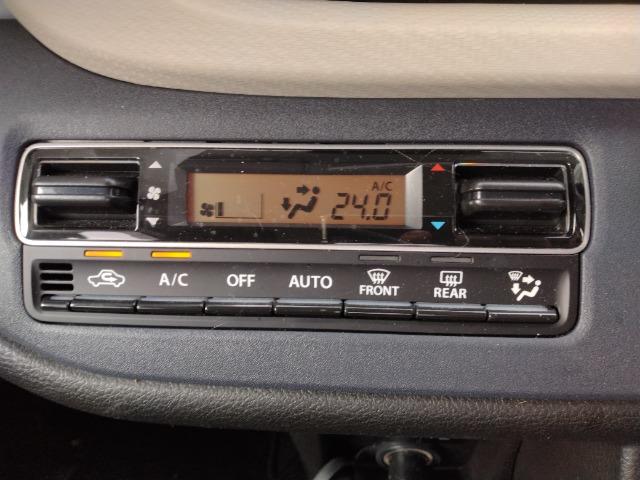 A/C
24.0
A/C OFF AUTO FRONT REAR